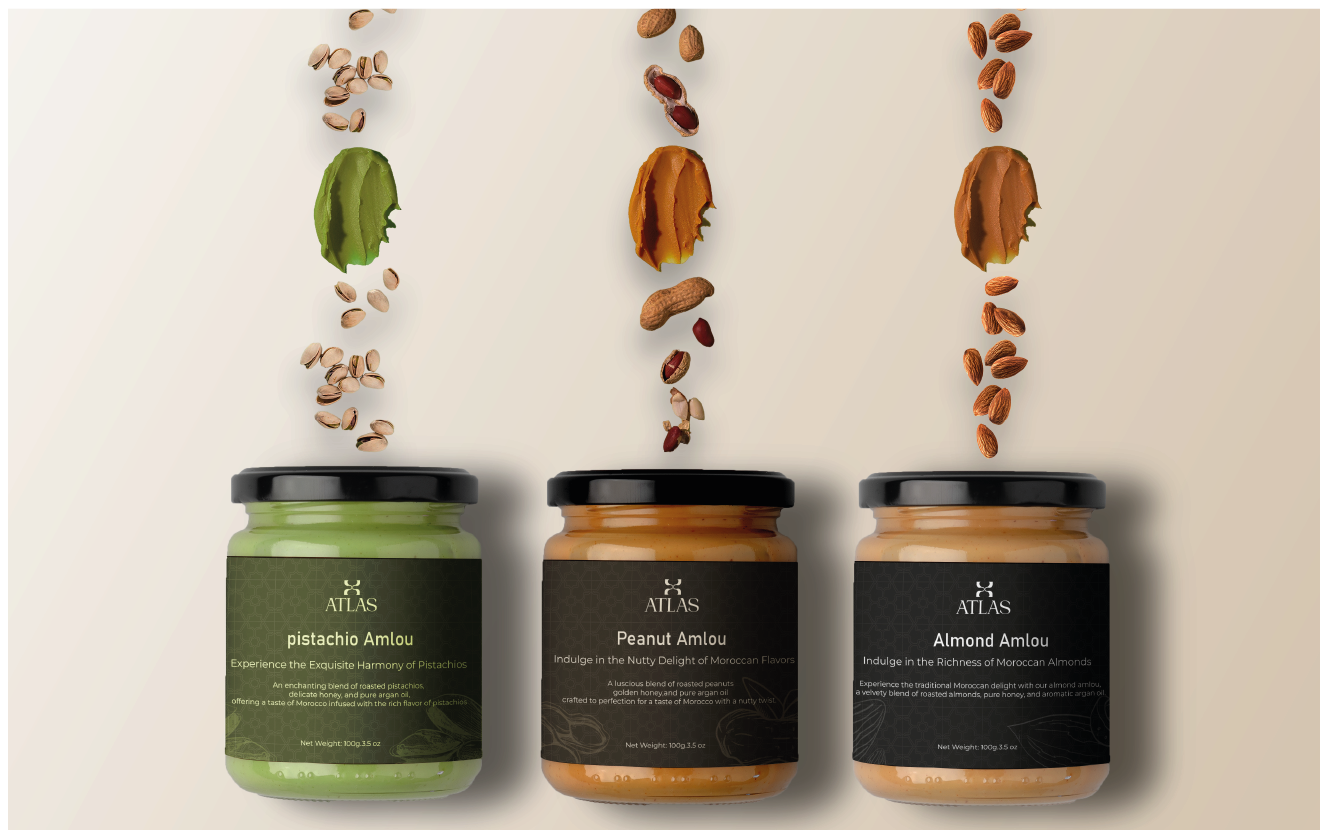 ATLAS
pistachio Amlou
Experience the Exquisite Harmony of Pistachios
An enchanting blend of roasted pistachios,
delicate honey, and pure argan oil,
offering a taste of Morocco infused with the rich flavor of pistachios
Net Weight: 100g.3.5 oz
ATLAS
Peanut Amlou
Indulge in the Nutty Delight of Moroccan Flavors
A luscious blend of roasted peanuts
golden honey,and pure argan oil
crafted to perfection for a taste of Morocco with a nutty twist.
Net Weight: 100g.3.5 oz
ATLAS
Almond Amlou
Indulge in the Richness of Moroccan Almonds
Experience the traditional Moroccan delight with our almond amlou,
a velvety blend of roasted almonds, pure honey, and aromatic argan oil
Net Weight: 100g.3.5 oz